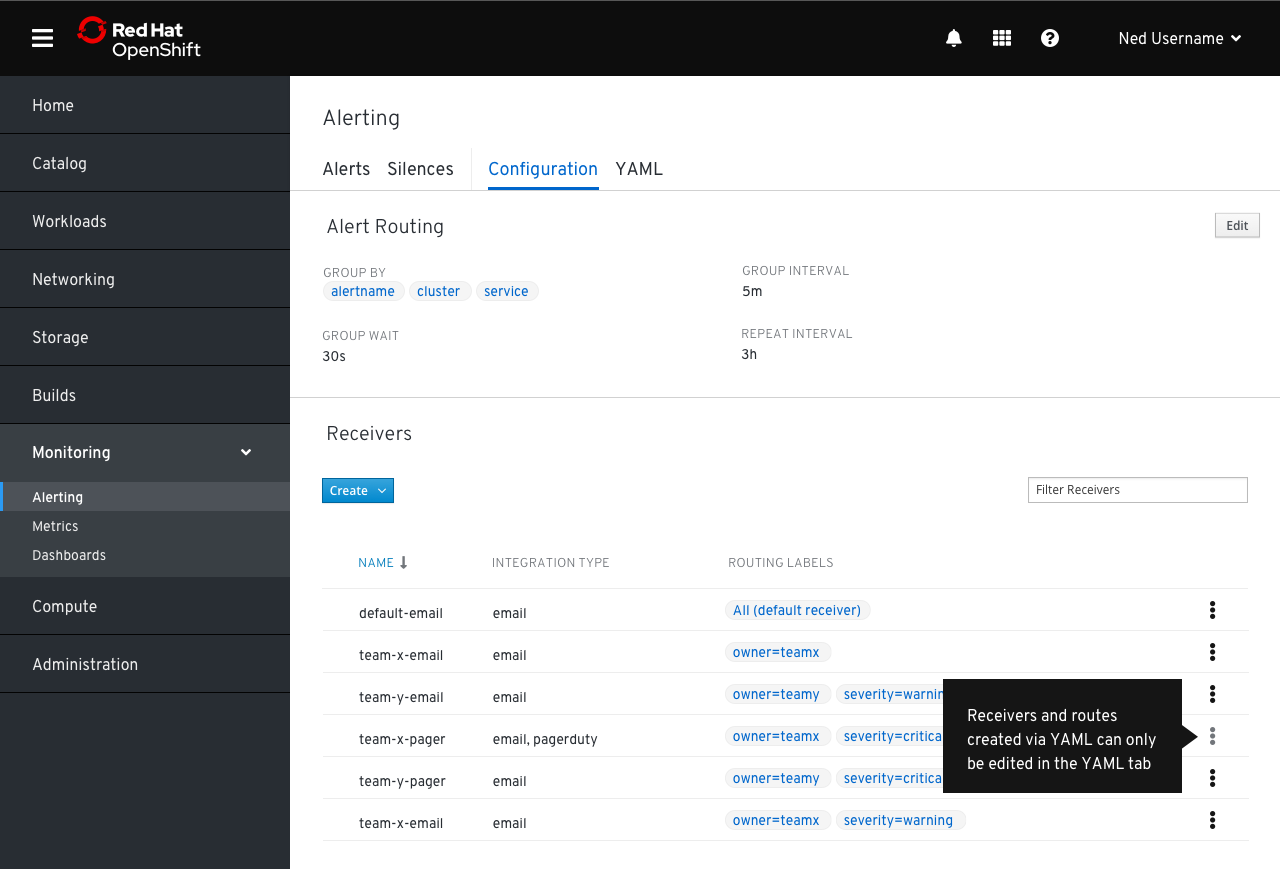 Red Hat
OpenShift
Ned Username
Home
Catalog
Workloads
Networking
Storage
Builds
Monitoring
Alerting
Metrics
Dashboards
Compute
Administration
Alerting
Alerts Silences Configuration YAML
Alert Routing
Edit
GROUP BY
alertname cluster service
GROUP INTERVAL
5m
GROUP WAIT
30s
REPEAT INTERVAL
3h
Receivers
Create
Filter Receivers
NAME INTEGRATION TYPE ROUTING LABELS
default-email email All (default receiver)
team-x-email email owner=teamx
team-y-email email owner=teamy severity=warnin
team-x-pager email, pagerduty owner=teamx severity=critica
team-y-pager email owner=teamy severity=critica
team-x-email email owner=teamx severity=warning
Receivers and routes
created via YAML can only
be edited in the YAML tab